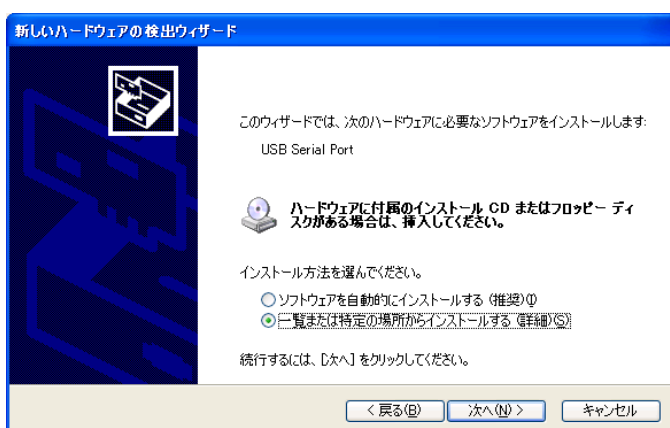 新しいハードウェアの検出ウィザード
このウィザードでは、次のハードウェアに必要なソフトウェアをインストールします:
USB Serial Port
ハードウェアに付属のインストール CD またはフロッピー ディ
スクがある場合は、挿入してください。
インストール方法を選んでください。
ソフトウェアを自動的にインストールする (推奨)(I)
一覧または特定の場所からインストールする (詳細)(S)
続行するには、[次へ] をクリックしてください。
< 戻る(B)
次へ(N) >
キャンセル